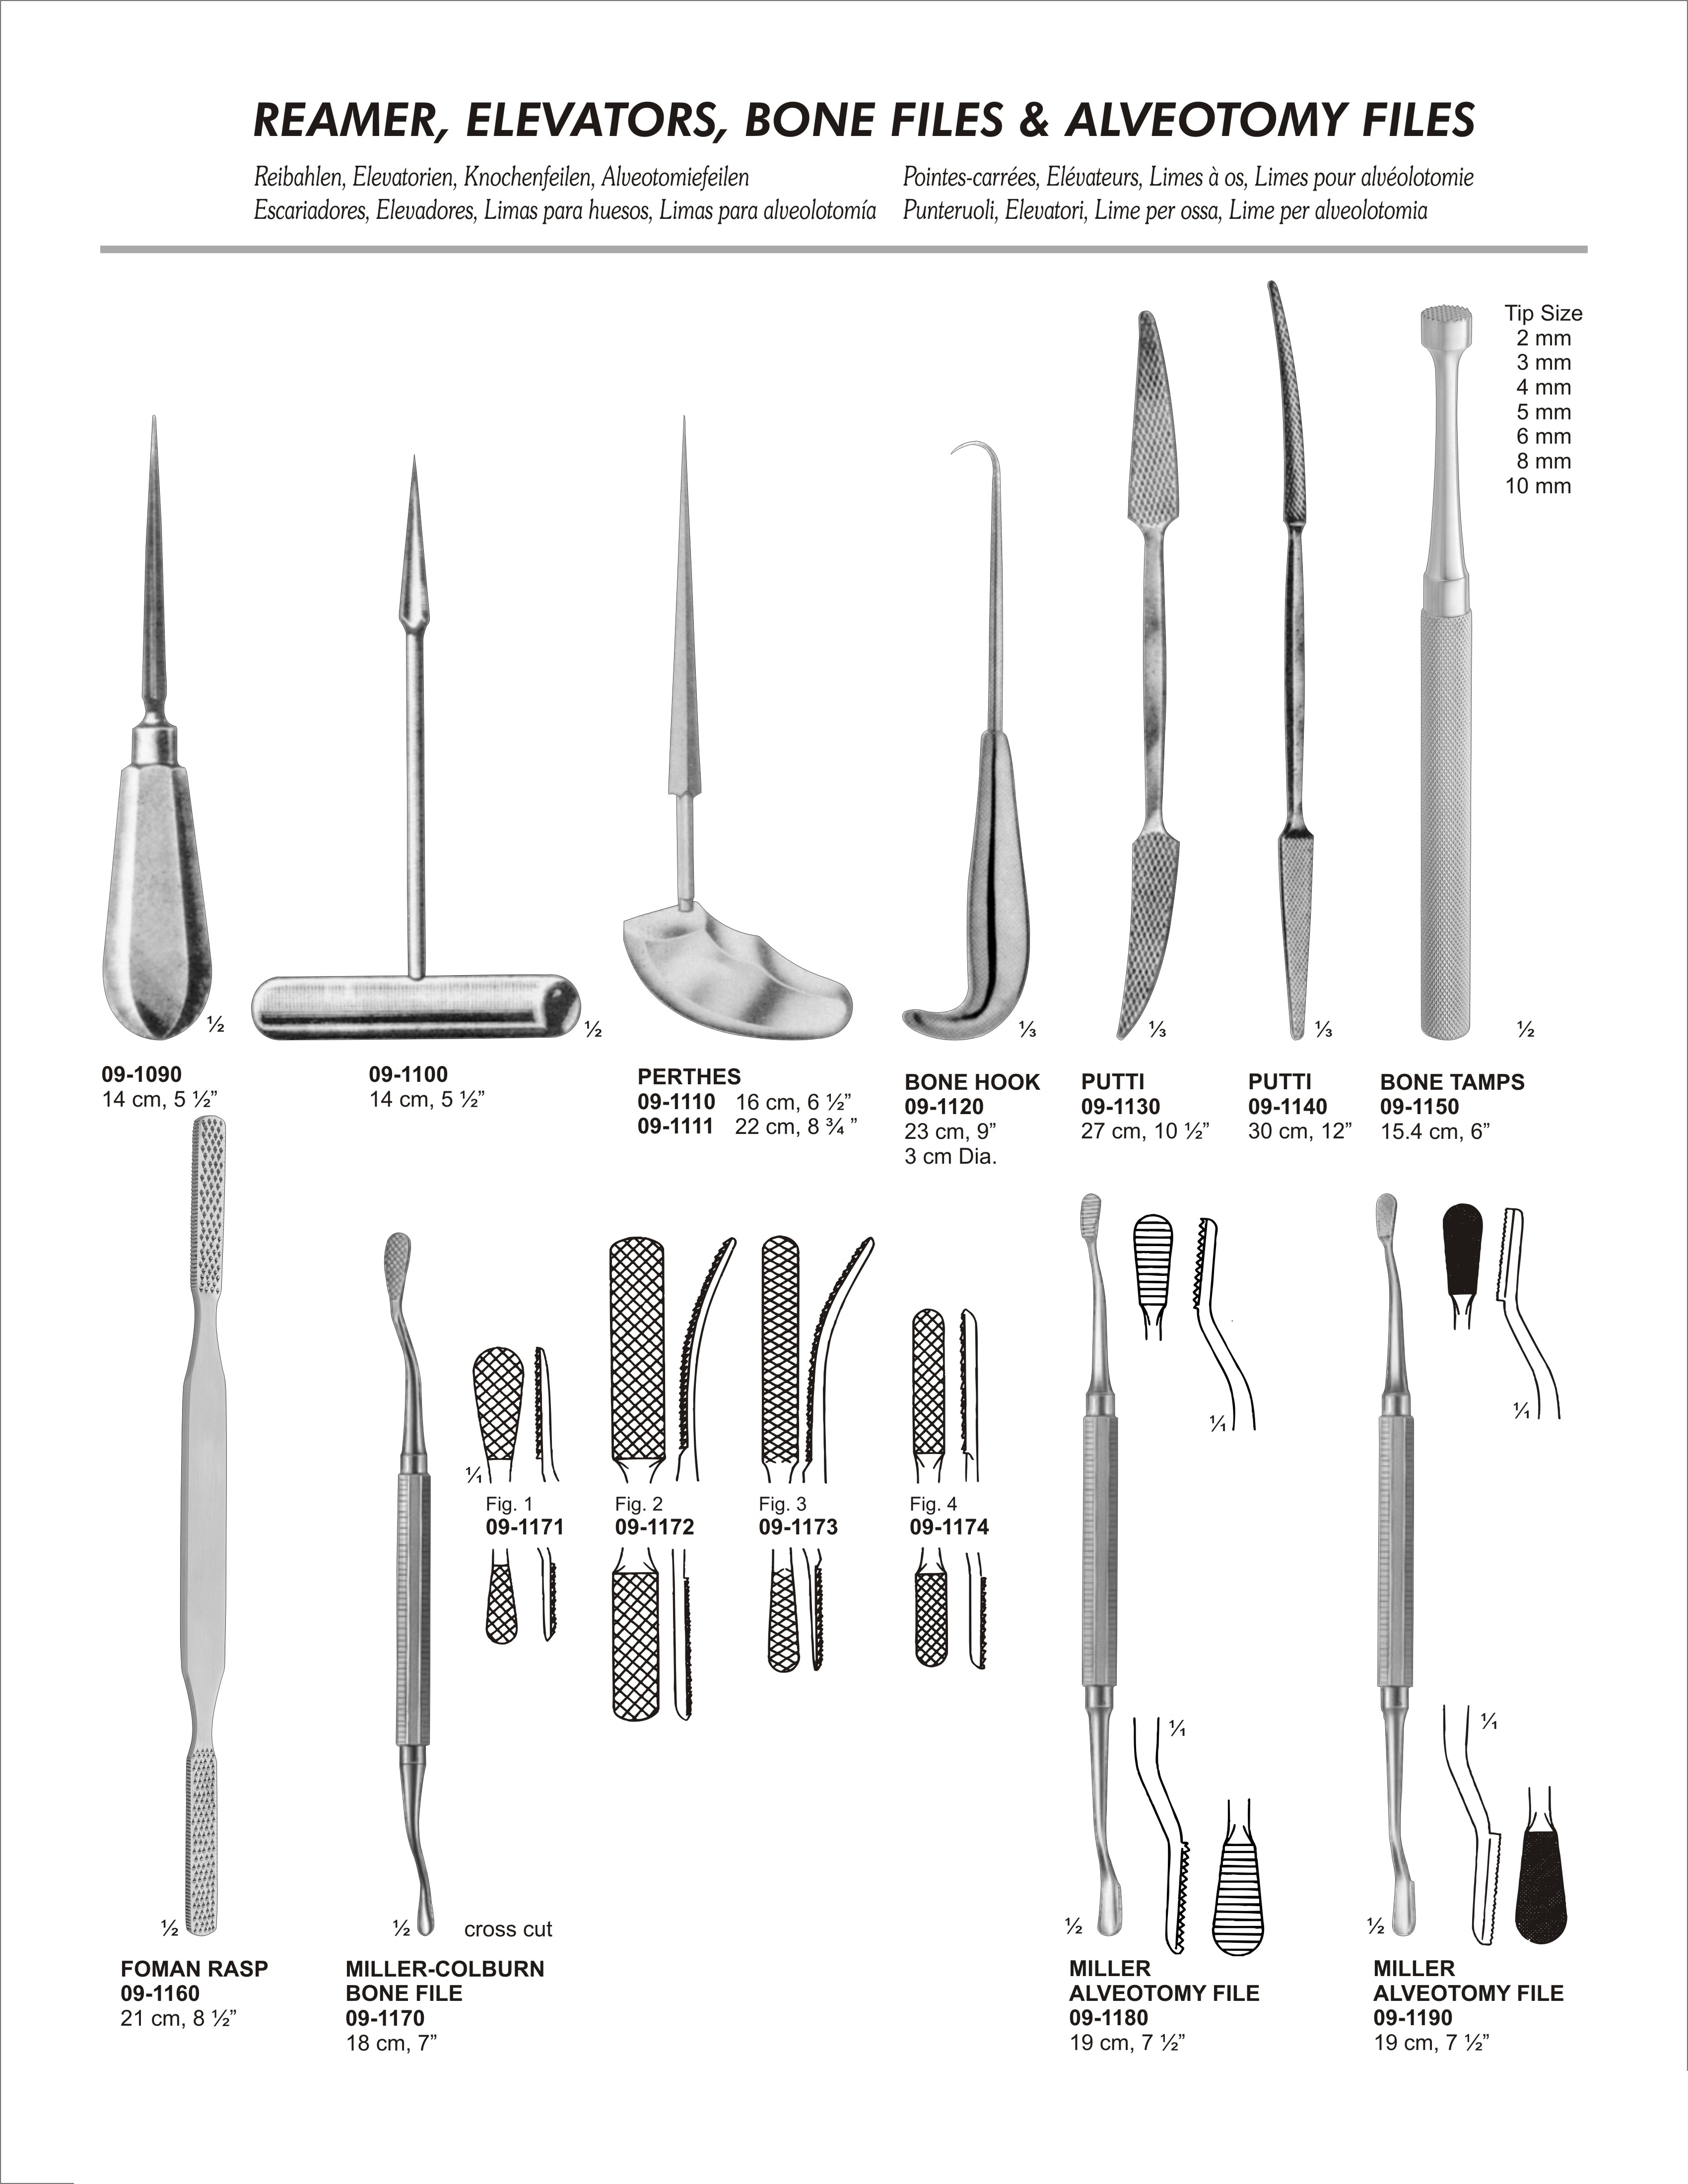 REAMER, ELEVATORS, BONE FILES & ALVEOTOMY FILES
Reibahlen, Elevatorien, Knochenfeilen, Alveotomiefeilen
Escariadores, Elevadores, Limas para huesos, Limas para alveolotomía
Pointes-carrées, Elévateurs, Limes à os, Limes pour alvéolotomie
Punteruoli, Elevatori, Lime per ossa, Lime per alveolotomia
Tip Size
2 mm
3 mm
4 mm
5 mm
6 mm
8 mm
10 mm
½
½
⅓
⅓
⅓
½
09-1090
14 cm, 5 ½”
09-1100
14 cm, 5 ½”
PERTHES
09-1110 16 cm, 6 ½”
09-1111 22 cm, 8 ¾ ”
BONE HOOK
09-1120
23 cm, 9”
3 cm Dia.
PUTTI
09-1130
27 cm, 10 ½”
PUTTI
09-1140
30 cm, 12”
BONE TAMPS
09-1150
15.4 cm, 6”
¹⁄₁
¹⁄₁
¹⁄₁
Fig. 1
09-1171
Fig. 2
09-1172
Fig. 3
09-1173
Fig. 4
09-1174
¹⁄₁
¹⁄₁
½
½
cross cut
½
½
FOMAN RASP
09-1160
21 cm, 8 ½”
MILLER-COLBURN
BONE FILE
09-1170
18 cm, 7”
MILLER
ALVEOTOMY FILE
09-1180
19 cm, 7 ½”
MILLER
ALVEOTOMY FILE
09-1190
19 cm, 7 ½”